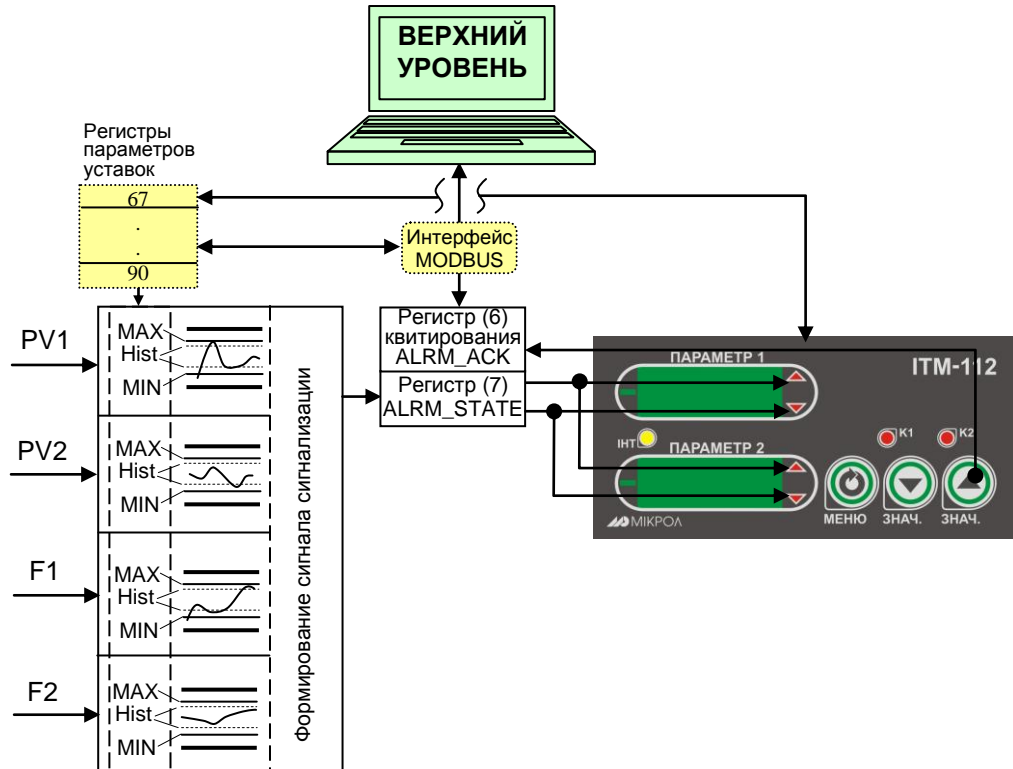 ВЕРХНИЙ
УРОВЕНЬ
Регистры
параметров
уставок
67
.
.
90
Интерфейс
MODBUS
Регистр (6)
квитирования
ALRM_ACK
Регистр (7)
ALRM_STATE
PV1
MAX
Hist
MIN
PV2
MAX
Hist
MIN
F1
MAX
Hist
MIN
F2
MAX
Hist
MIN
Формирование сигнала сигнализации
ПАРАМЕТР 1
ITM-112
ІНТ
K1
K2
ПАРАМЕТР 2
МЕНЮ
ЗНАЧ.
ЗНАЧ.
МІКРОЛ